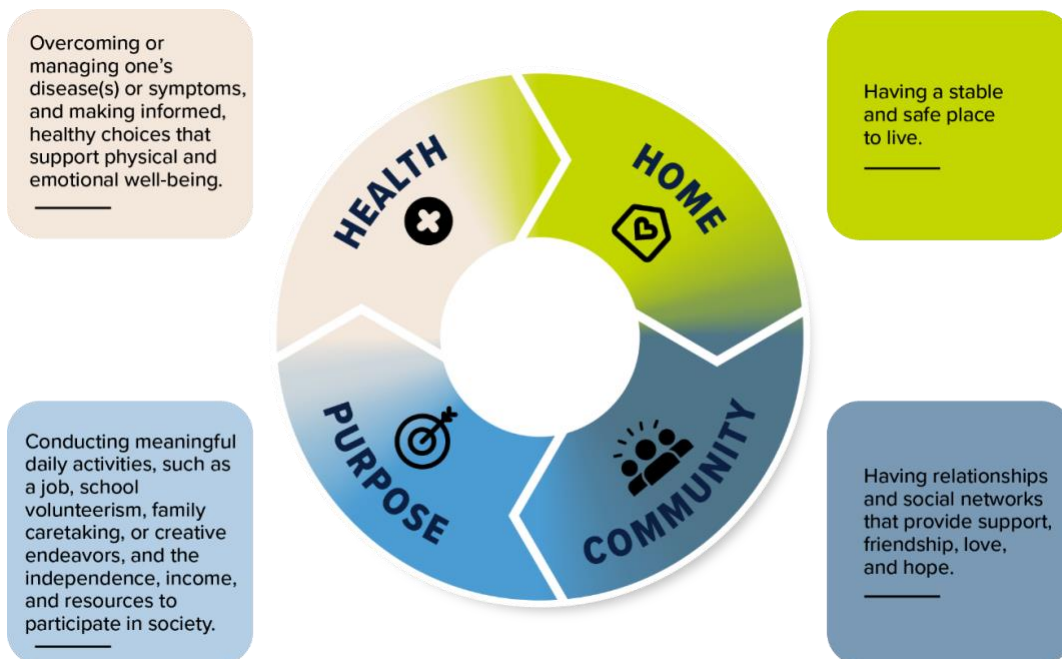 Overcoming or
managing one's
disease(s) or symptoms,
and making informed,
healthy choices that
support physical and
emotional well-being.
HEALTH
HOME
Having a stable
and safe place
to live.
Conducting meaningful
daily activities, such as
a job, school
volunteerism, family
caretaking, or creative
endeavors, and the
independence, income,
and resources to
participate in society.
PURPOSE
COMMUNITY
Having relationships
and social networks
that provide support,
friendship, love,
and hope.